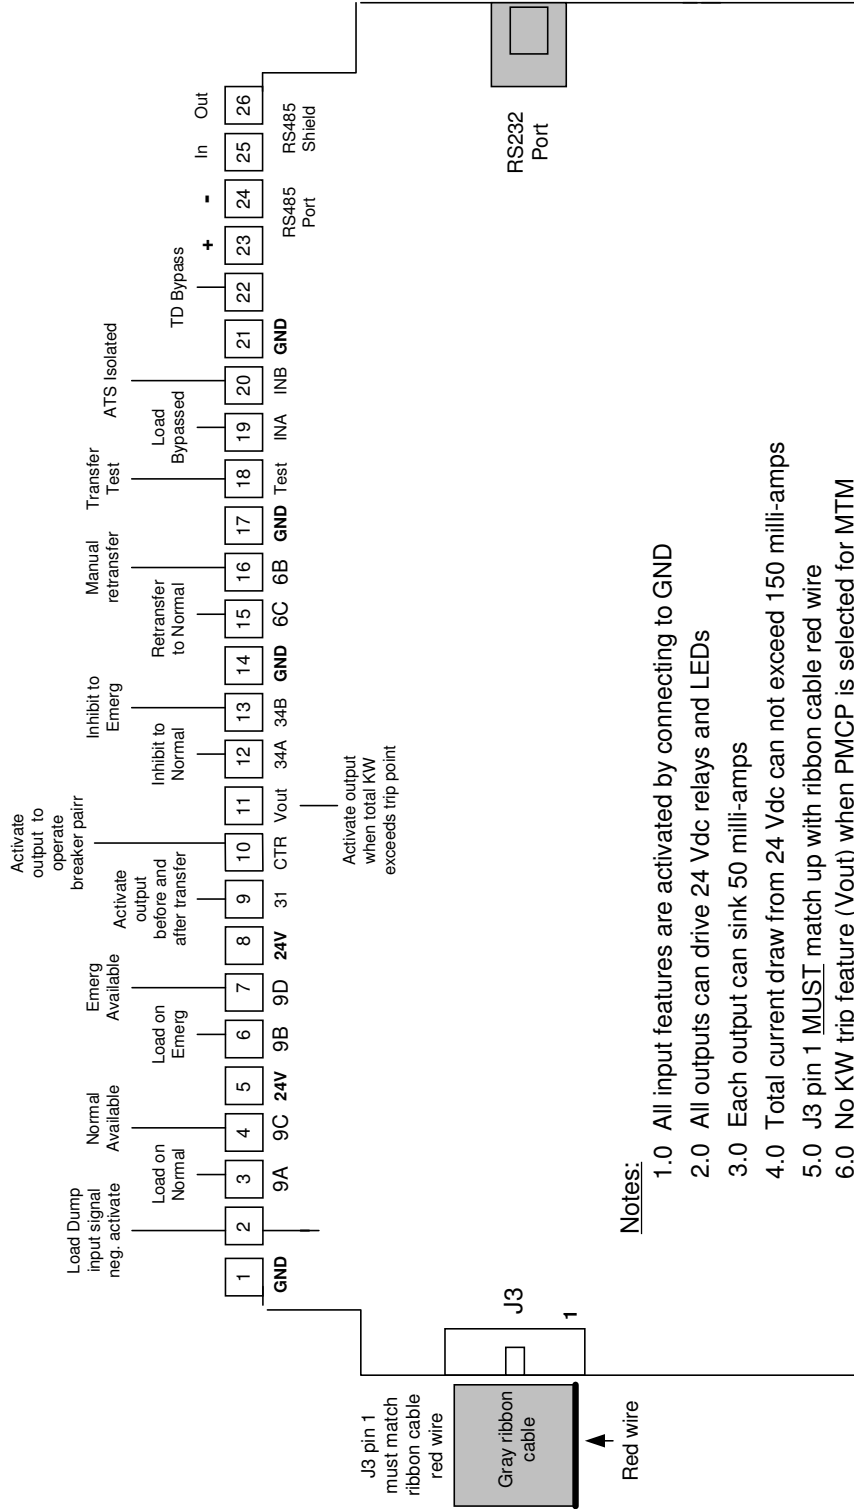 Load Dump
input signal
neg. activate
Load on
Normal
Normal
Available
Load on
Emerg
Emerg
Available
Activate
output
before and
after transfer
Activate
output to
operate
breaker pairr
Inhibit to
Normal
Inhibit to
Emerg
Retransfer
to Normal
Manual
retransfer
Transfer
Test
Load
Bypassed
ATS Isolated
TD Bypass
+
-
In
Out
1 2 3 4 5 6 7 8 9 10 11 12 13 14 15 16 17 18 19 20 21 22 23 24 25 26
GND 9A 9C 24V 9B 9D 24V 31 CTR Vout 34A 34B GND 6C 6B GND Test INA INB GND
RS485
Port
RS485
Shield
Activate output
when total KW
exceeds trip point
J3 pin 1
must match
ribbon cable
red wire
Gray ribbon
cable
Red wire
J3
1
RS232
Port
Notes:
1.0 All input features are activated by connecting to GND
2.0 All outputs can drive 24 Vdc relays and LEDs
3.0 Each output can sink 50 milli-amps
4.0 Total current draw from 24 Vdc can not exceed 150 milli-amps
5.0 J3 pin 1 MUST match up with ribbon cable red wire
6.0 No KW trip feature (Vout) when PMCP is selected for MTM